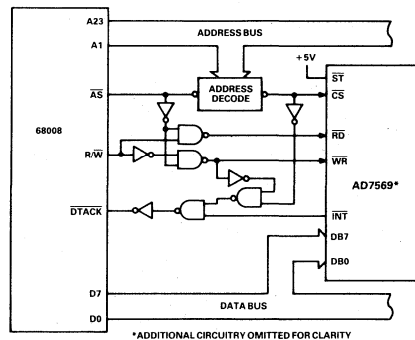 A23
ADDRESS BUS
A1
+5V
ST
AS
ADDRESS
DECODE
CS
68008
RD
R/W
WR
AD7569*
DTACK
INT
DB7
DB0
D7
DATA BUS
D0
*ADDITIONAL CIRCUITRY OMITTED FOR CLARITY